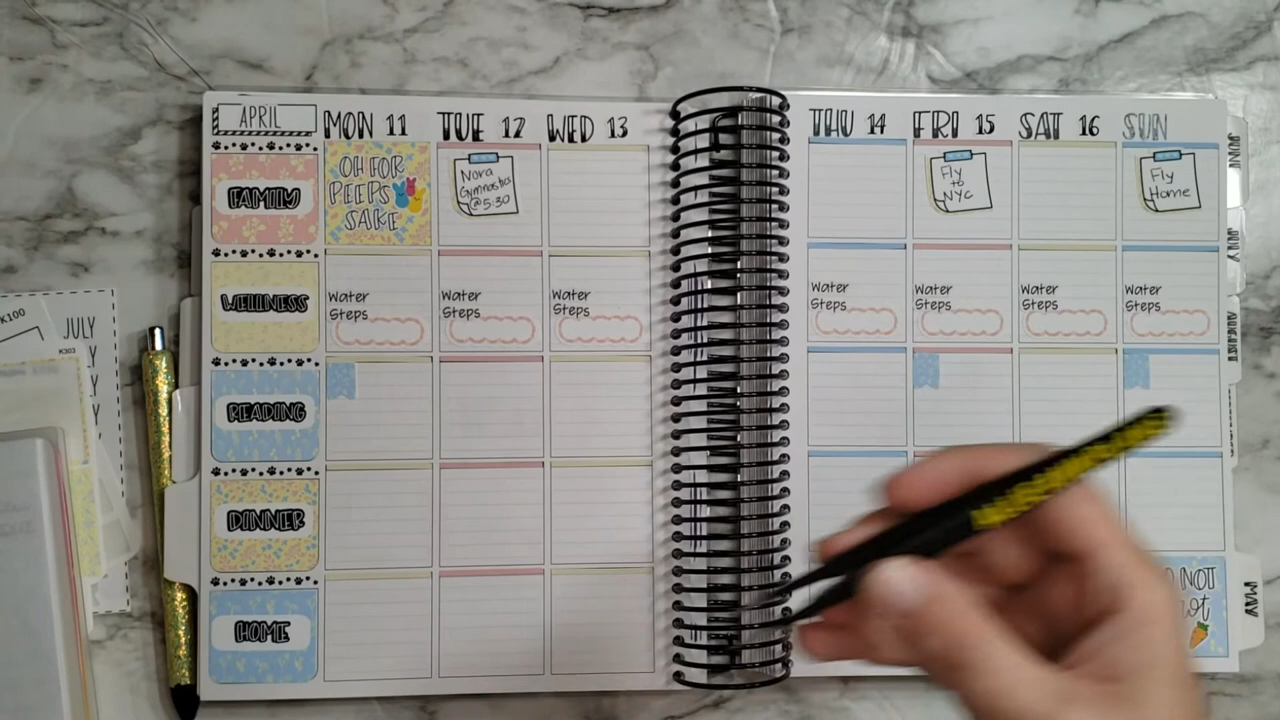 APRIL
MON 11
TUE 12
WED 13
THU 14
FRI 15
SAT 16
SUN
FAMILY
OH FOR
PEEPS
SAKE
Nora
Gymnastics
@5:30
Fly
to
NYC
Fly
Home
WELLNESS
Water
Steps
Water
Steps
Water
Steps
Water
Steps
Water
Steps
Water
Steps
Water
Steps
READING
DINNER
HOME
NOT
K100
JULY
K303
JUNE
JULY
AUGUST
MAY